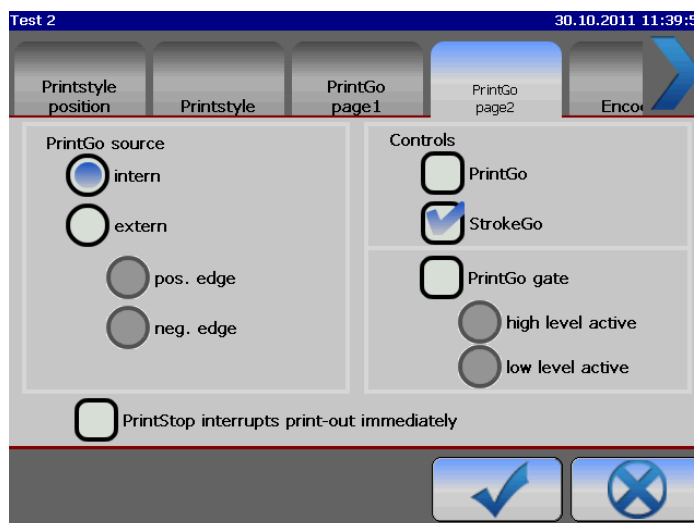 Test 2 30.10.2011 11:39:5
Printstyle position
Printstyle
PrintGo page1
PrintGo page2
Enco
PrintGo source
intern
extern
pos. edge
neg. edge
Controls
PrintGo
StrokeGo
PrintGo gate
high level active
low level active
PrintStop interrupts print-out immediately